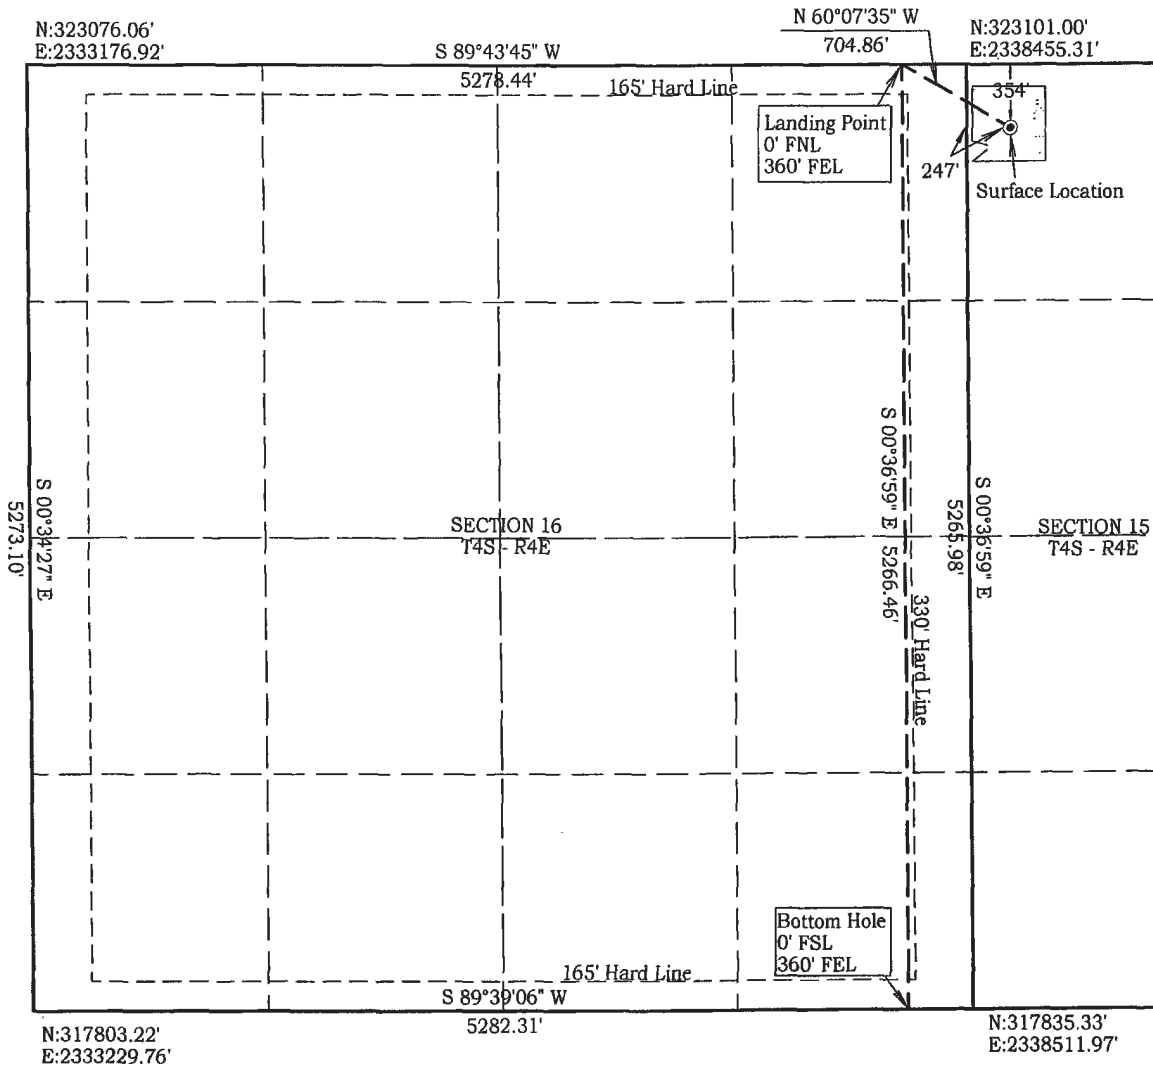 N:323076.06'
E:2333176.92'
S 89°43'45" W
5278.44'
N 60°07'35" W
704.86'
N:323101.00'
E:2338455.31'
165' Hard Line
354'
Landing Point
0' FNL
360' FEL
247'
Surface Location
S 00°34'27" E
5273.10'
SECTION 16
T4S - R4E
S 00°36'59" E 5266.46'
S 00°36'59" E
5265.98'
SECTION 15
T4S - R4E
330' Hard Line
Bottom Hole
0' FSL
360' FEL
165' Hard Line
S 89°39'06" W
5282.31'
N:317803.22'
E:2333229.76'
N:317835.33'
E:2338511.97'